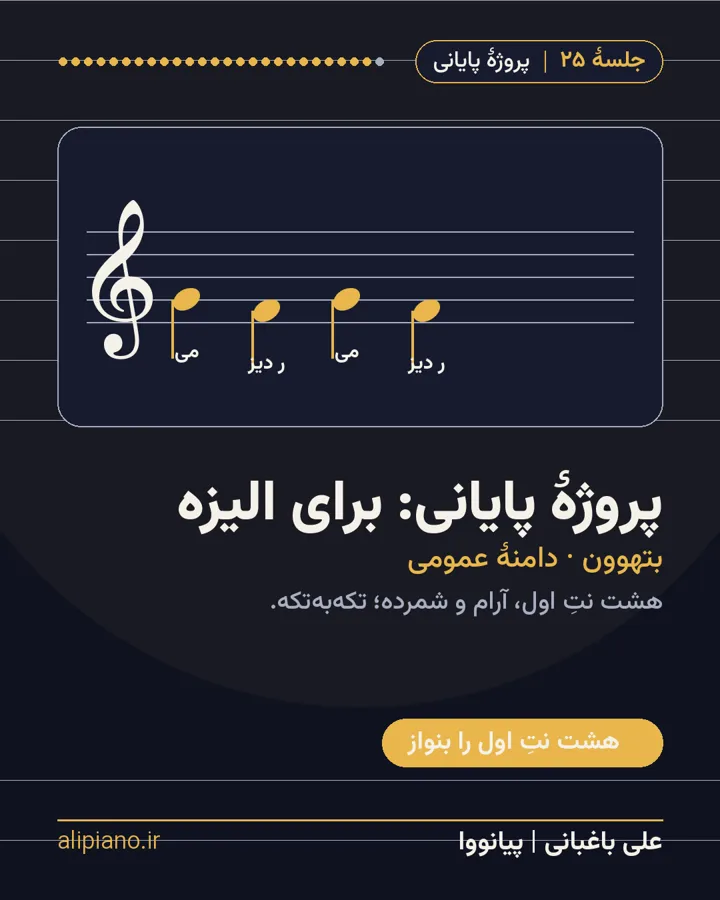 جلسهٔ ۲۵ | پروژهٔ پایانی
می
ر دیز
می
ر دیز
پروژهٔ پایانی: برای الیزه
بتهوون · دامنهٔ عمومی
هشت نتِ اول، آرام و شمرده؛ تکه‌به‌تکه.
هشت نتِ اول را بنواز
علی باغبانی | پیانووا
alipiano.ir